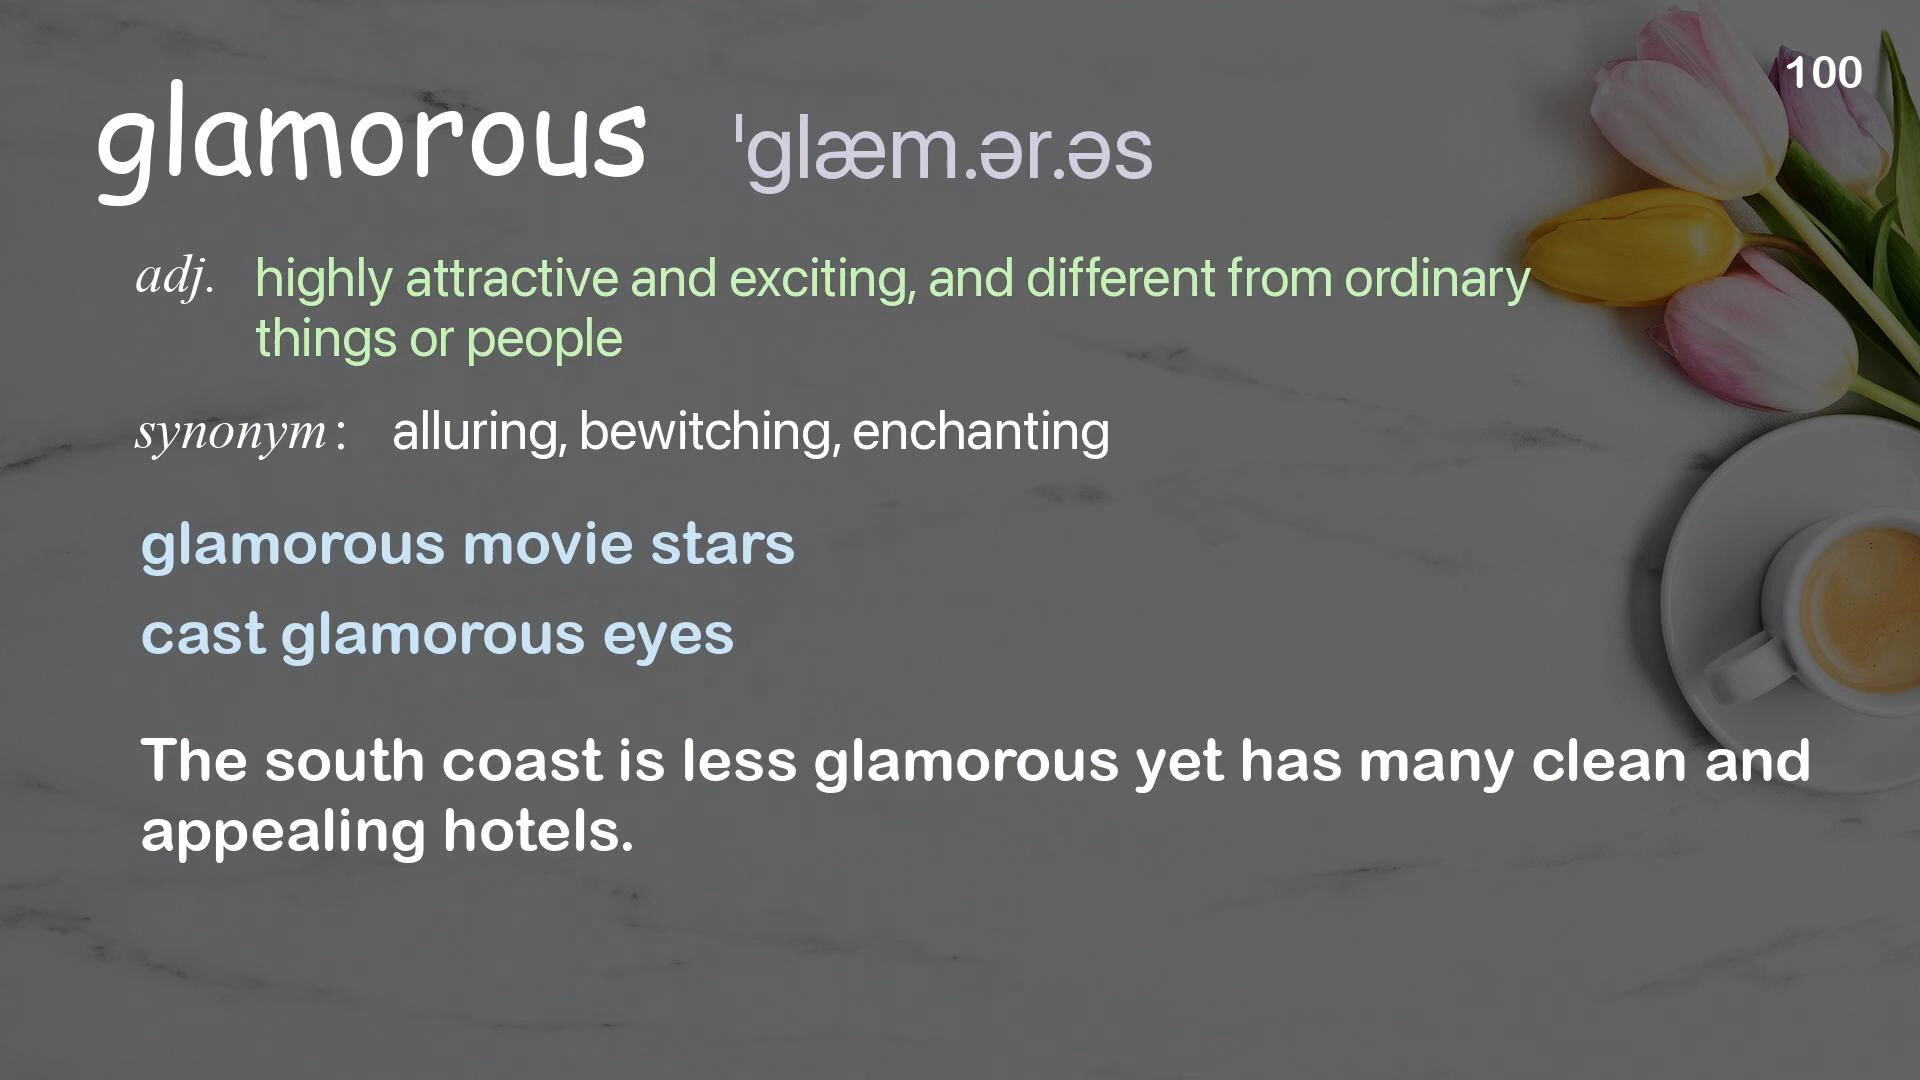 100
glamorous ˈglæm.ər.əs
adj. highly attractive and exciting, and different from ordinary
things or people
synonym: alluring, bewitching, enchanting
glamorous movie stars
cast glamorous eyes
The south coast is less glamorous yet has many clean and
appealing hotels.